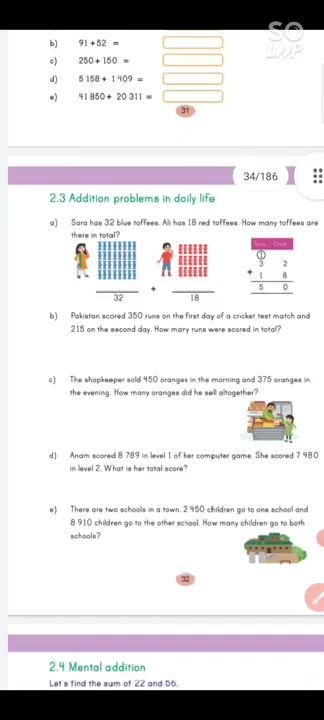 SO
LOOP
b) 91 + 52 =
c) 250 + 150 =
d) 5 158 + 1 409 =
e) 41 850 + 20 311 =
31
34/186
2.3 Addition problems in daily life
a) Sara has 32 blue toffees. Ali has 18 red toffees. How many toffees are
there in total?
Tens Ones
1
3 2
+ 1 8
5 0
+
32 18
b) Pakistan scored 350 runs on the first day of a cricket test match and
215 on the second day. How many runs were scored in total?
c) The shopkeeper sold 450 oranges in the morning and 375 oranges in
the evening. How many oranges did he sell altogether?
d) Anam scored 8 789 in level 1 of her computer game. She scored 7 480
in level 2. What is her total score?
e) There are two schools in a town. 2 450 children go to one school and
8 910 children go to the other school. How many children go to both
schools?
32
2.4 Mental addition
Let's find the sum of 22 and 56.